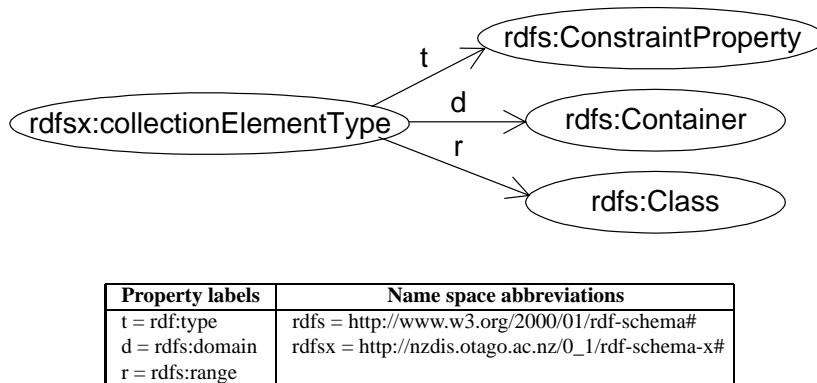 rdfs:ConstraintProperty
t
rdfsx:collectionElementType
d
rdfs:Container
r
rdfs:Class
Property labels Name space abbreviations
t = rdf:type rdfs = http://www.w3.org/2000/01/rdf-schema#
d = rdfs:domain rdfsx = http://nzdis.otago.ac.nz/0_1/rdf-schema-x#
r = rdfs:range